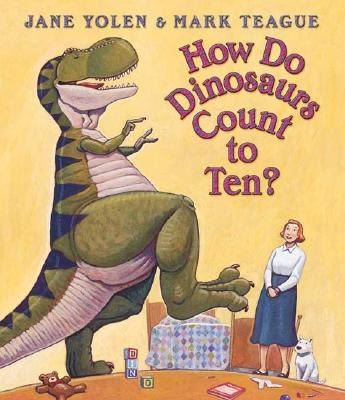 JANE YOLEN & MARK TEAGUE
How Do
Dinosaurs
Count
to
Ten?
D
I
N
O